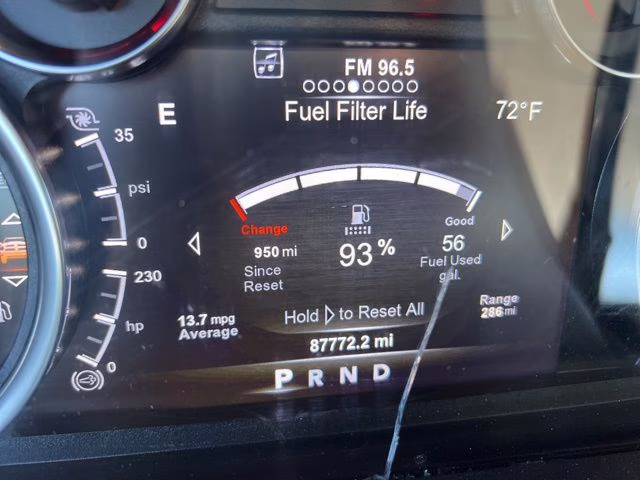 FM 96.5
E
Fuel Filter Life
72°F
35
psi
0
Change
Good
950 mi
Since
Reset
93%
56
Fuel Used
gal.
230
hp
0
13.7 mpg
Average
Hold ▷ to Reset All
Range
286 mi
87772.2 mi
P R N D